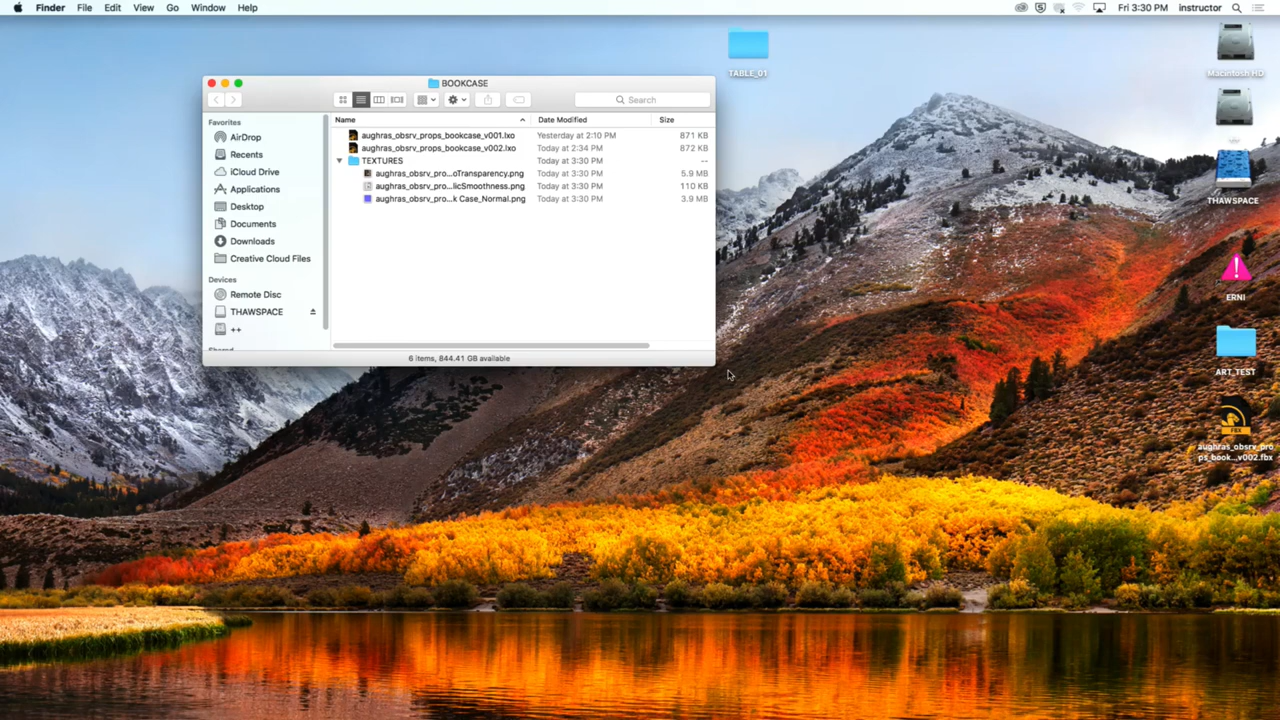 Finder File Edit View Go Window Help
Fri 3:30 PM instructor
TABLE_01
Macintosh HD
BOOKCASE
Search
Favorites
AirDrop
Recents
iCloud Drive
Applications
Desktop
Documents
Downloads
Creative Cloud Files
Devices
Remote Disc
THAWSPACE
++
Name Date Modified Size
aughras_obsrv_props_bookcase_v001.lxo Yesterday at 2:10 PM 871 KB
aughras_obsrv_props_bookcase_v002.lxo Today at 2:34 PM 872 KB
TEXTURES Today at 3:30 PM --
aughras_obsrv_pro...oTransparency.png Today at 3:30 PM 5.9 MB
aughras_obsrv_pro...licSmoothness.png Today at 3:30 PM 110 KB
aughras_obsrv_pro...k Case_Normal.png Today at 3:30 PM 3.9 MB
6 items, 844.41 GB available
++
THAWSPACE
ERNI
ART_TEST
FBX
aughras_obsrv_pro
ps_book...v002.fbx